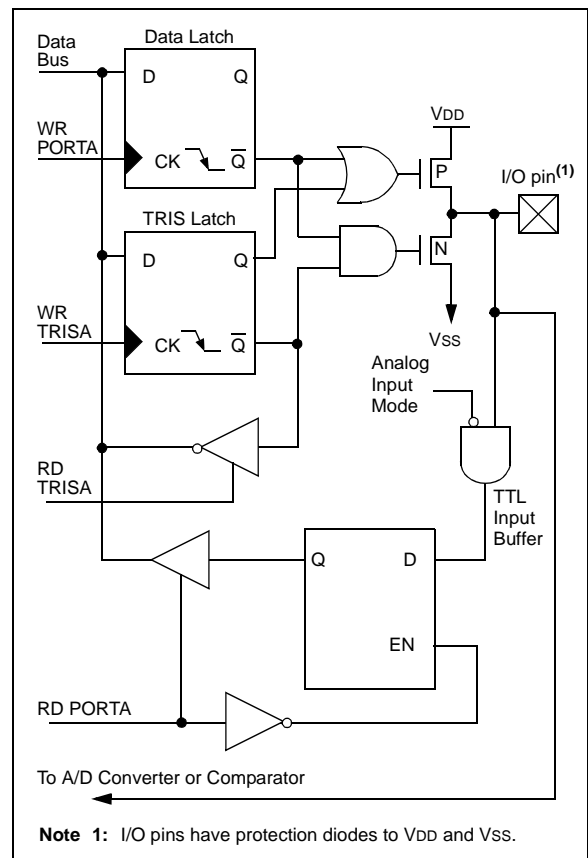 Data Latch
Data
Bus
D
Q
VDD
WR
PORTA
CK
Q
P
I/O pin(1)
TRIS Latch
D
Q
N
WR
TRISA
CK
Q
VSS
Analog
Input
Mode
RD
TRISA
TTL
Input
Buffer
Q
D
EN
RD PORTA
To A/D Converter or Comparator
Note 1: I/O pins have protection diodes to VDD and VSS.